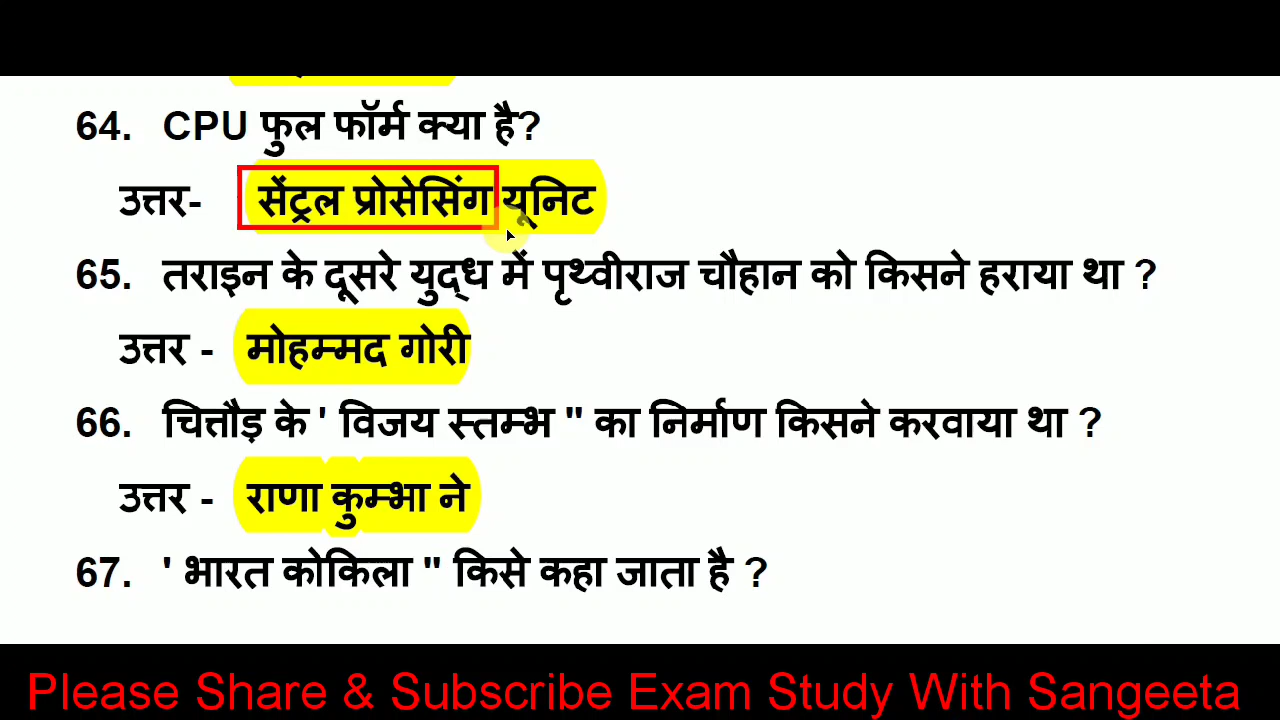 64. CPU फुल फॉर्म क्या है?
उत्तर- सेंट्रल प्रोसेसिंग यूनिट
65. तराइन के दूसरे युद्ध में पृथ्वीराज चौहान को किसने हराया था ?
उत्तर - मोहम्मद गोरी
66. चित्तौड़ के ' विजय स्तम्भ " का निर्माण किसने करवाया था ?
उत्तर - राणा कुम्भा ने
67. ' भारत कोकिला " किसे कहा जाता है ?
Please Share & Subscribe Exam Study With Sangeeta